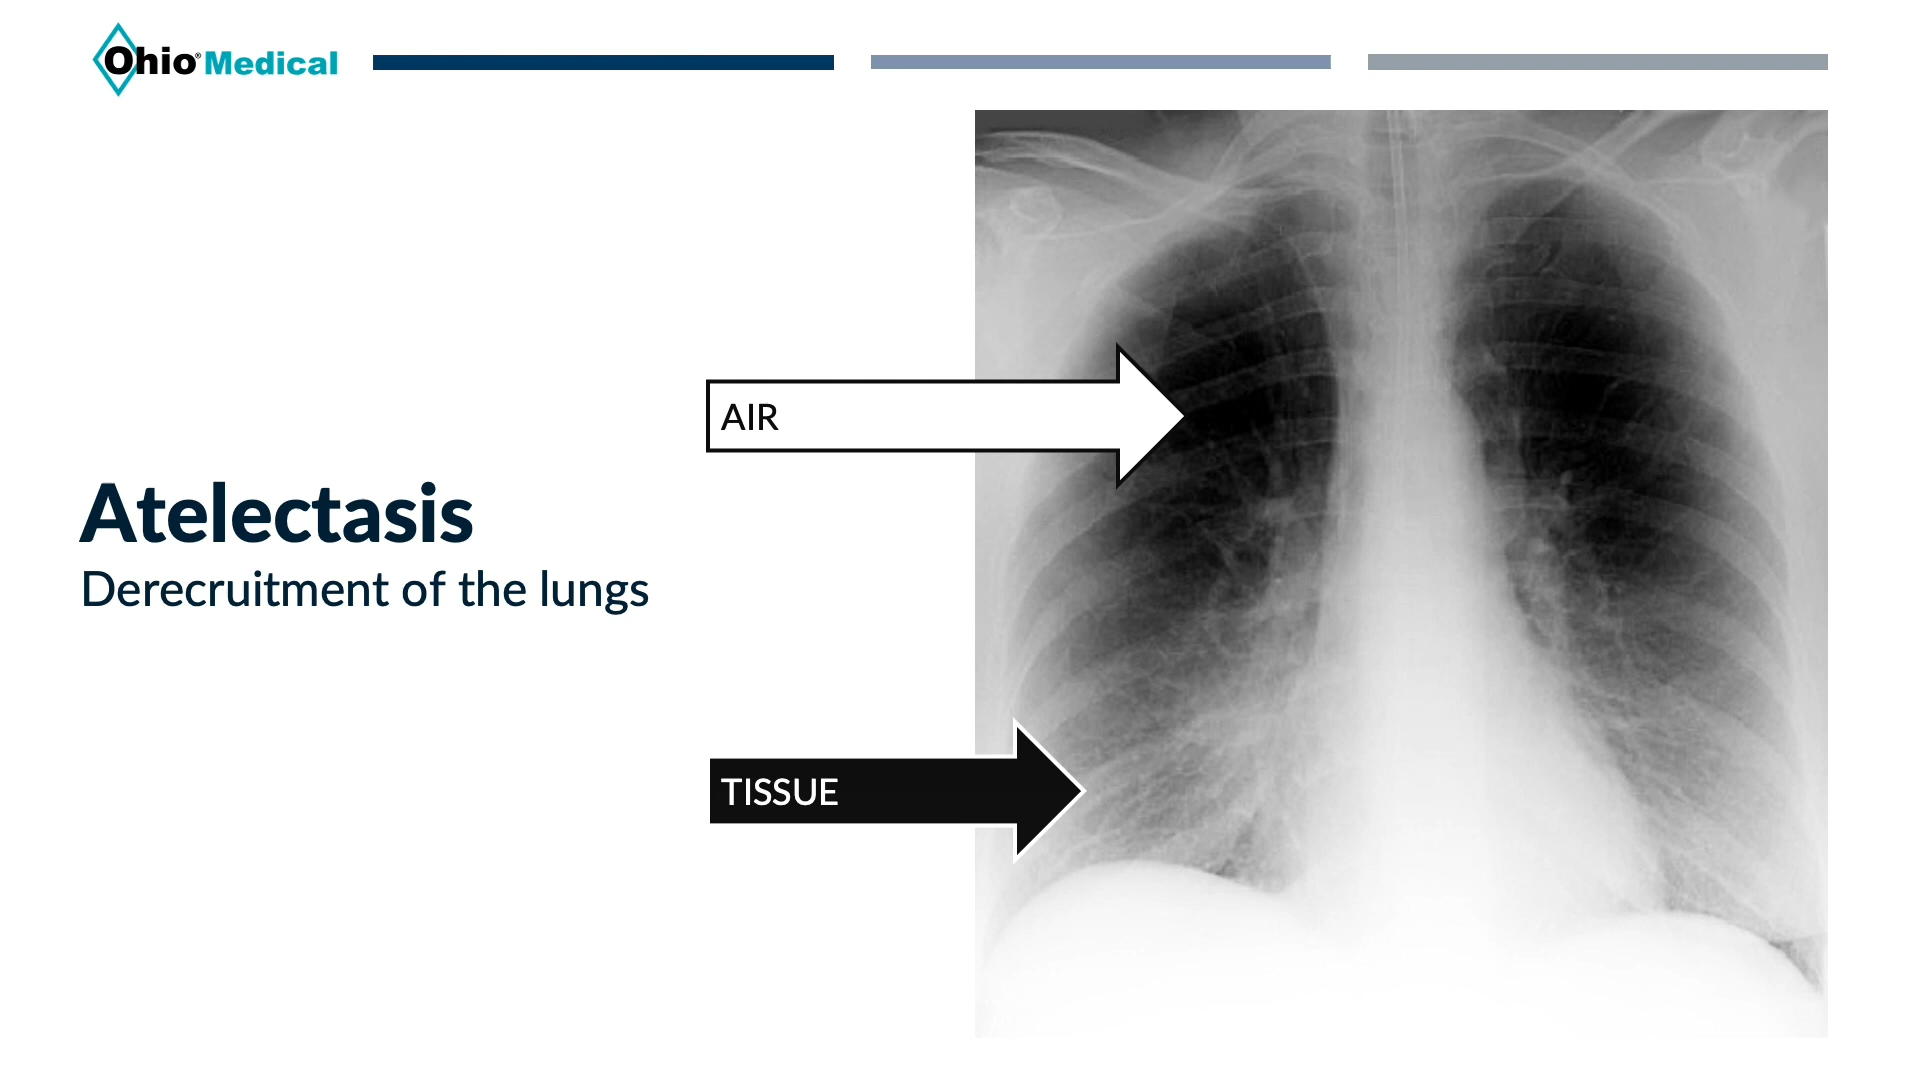 Ohio® Medical
AIR
Atelectasis
Derecruitment of the lungs
TISSUE